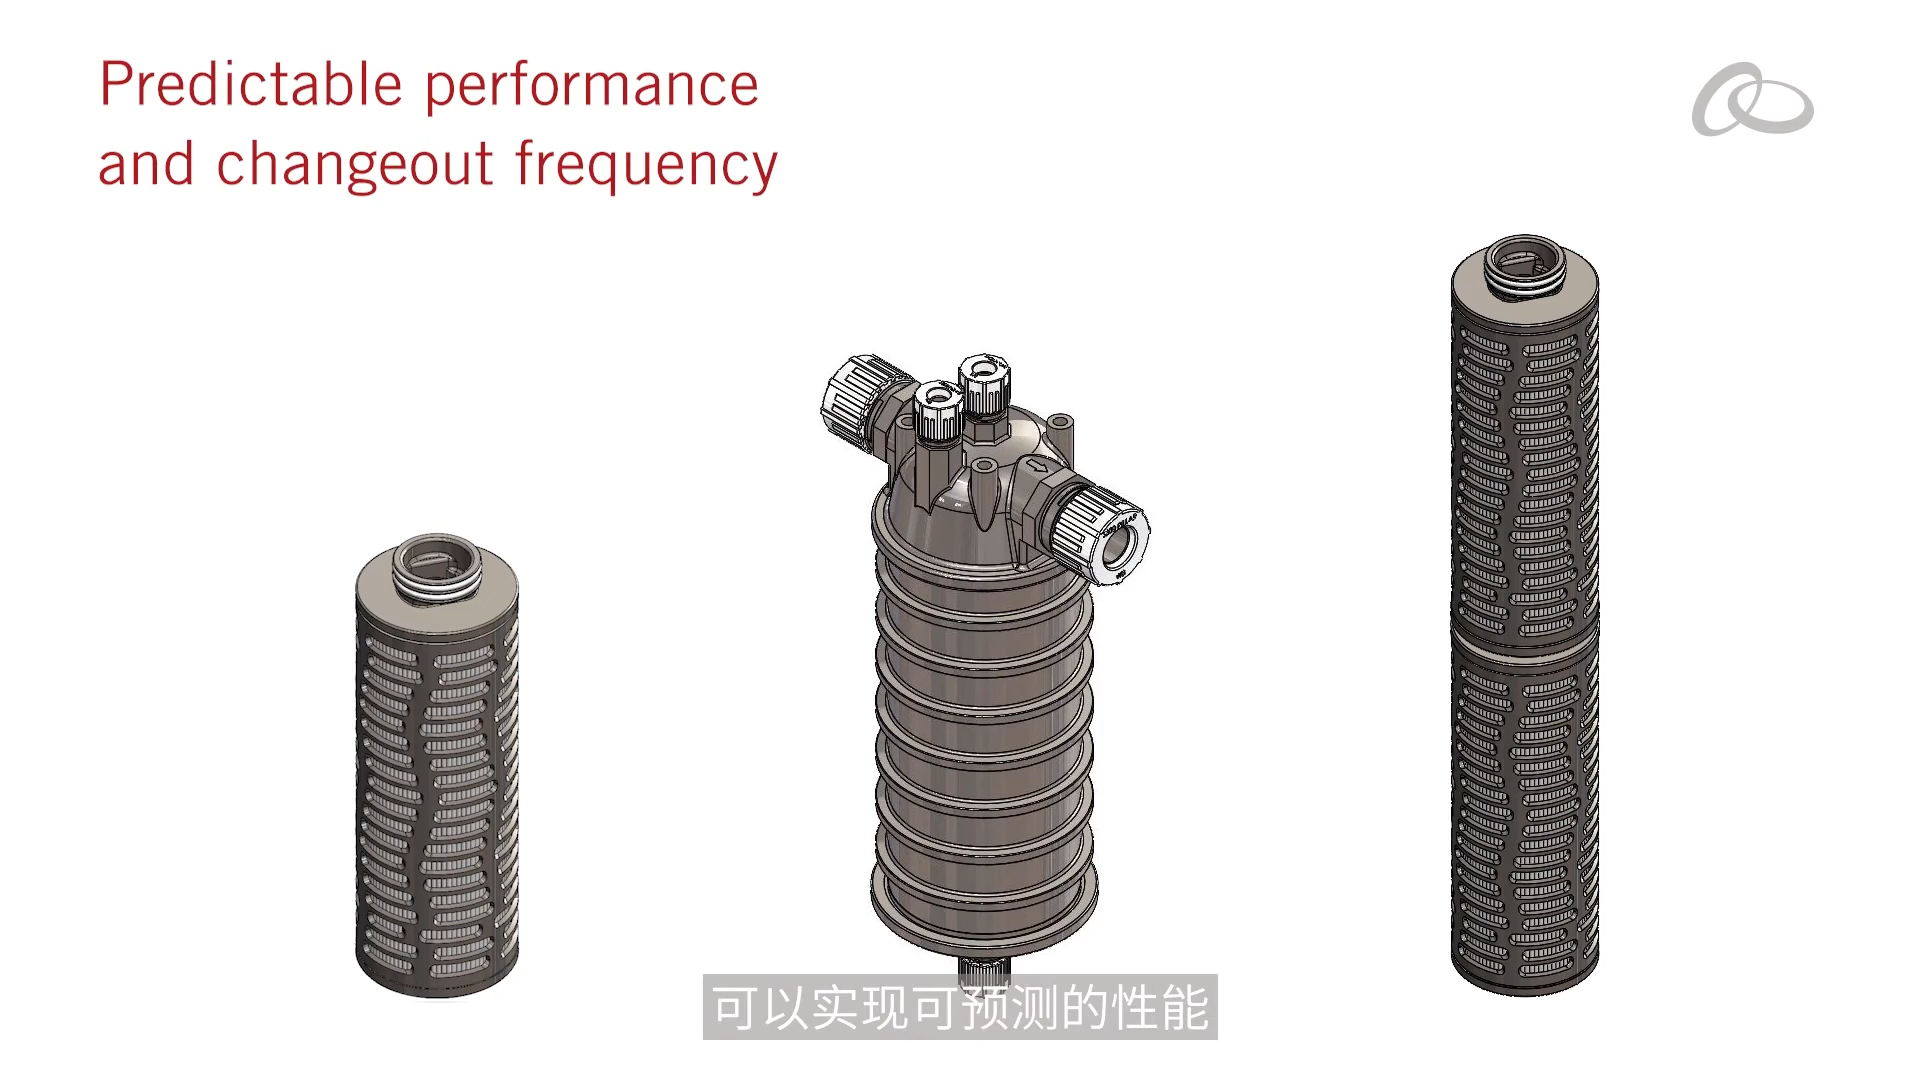 Predictable performance
and changeout frequency
可以实现可预测的性能